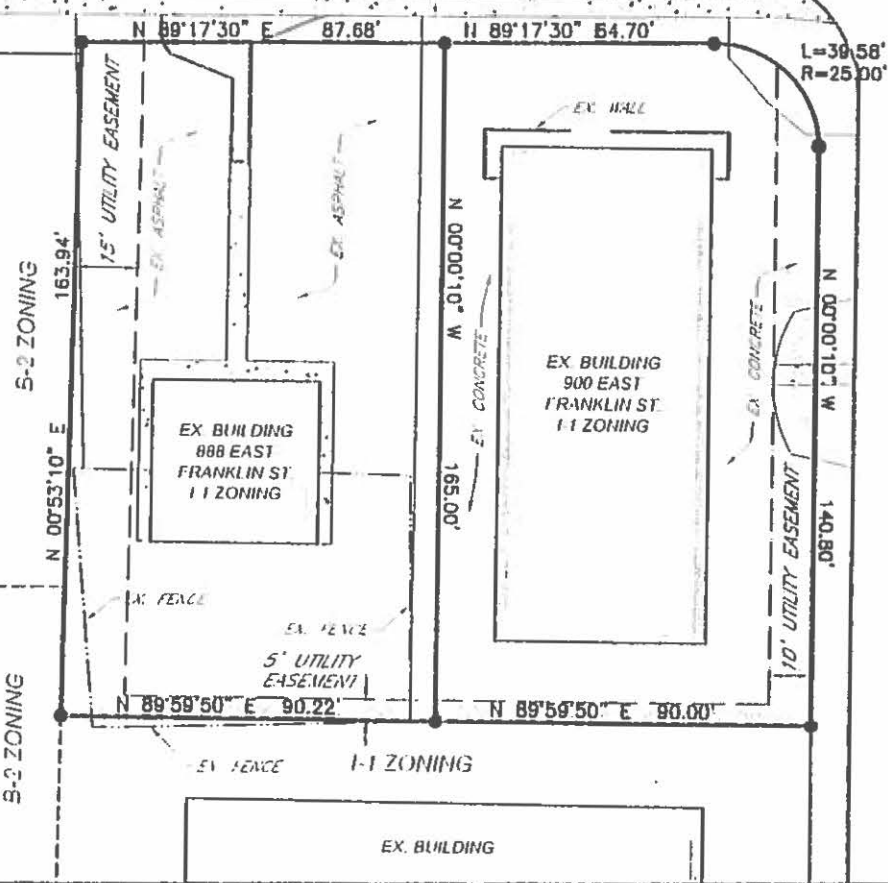 N 89°17'30" E 87.68'
N 89°17'30" E 64.70'
L=39.58'
R=25.00'
15' UTILITY EASEMENT
EX. ASPHALT
EX. ASPHALT
EX. WALL
B-2 ZONING
163.94'
N 00°53'10" E
N 00°00'10" W
165.00'
EX. CONCRETE
EX. CONCRETE
N 00°00'10" W
140.80'
EX. BUILDING
900 EAST
FRANKLIN ST.
I-1 ZONING
EX. BUILDING
888 EAST
FRANKLIN ST.
I-1 ZONING
10' UTILITY EASEMENT
EX. FENCE
EX. FENCE
5' UTILITY
EASEMENT
N 89°59'50" E 90.22'
N 89°59'50" E 90.00'
B-2 ZONING
EX. FENCE
I-1 ZONING
EX. BUILDING